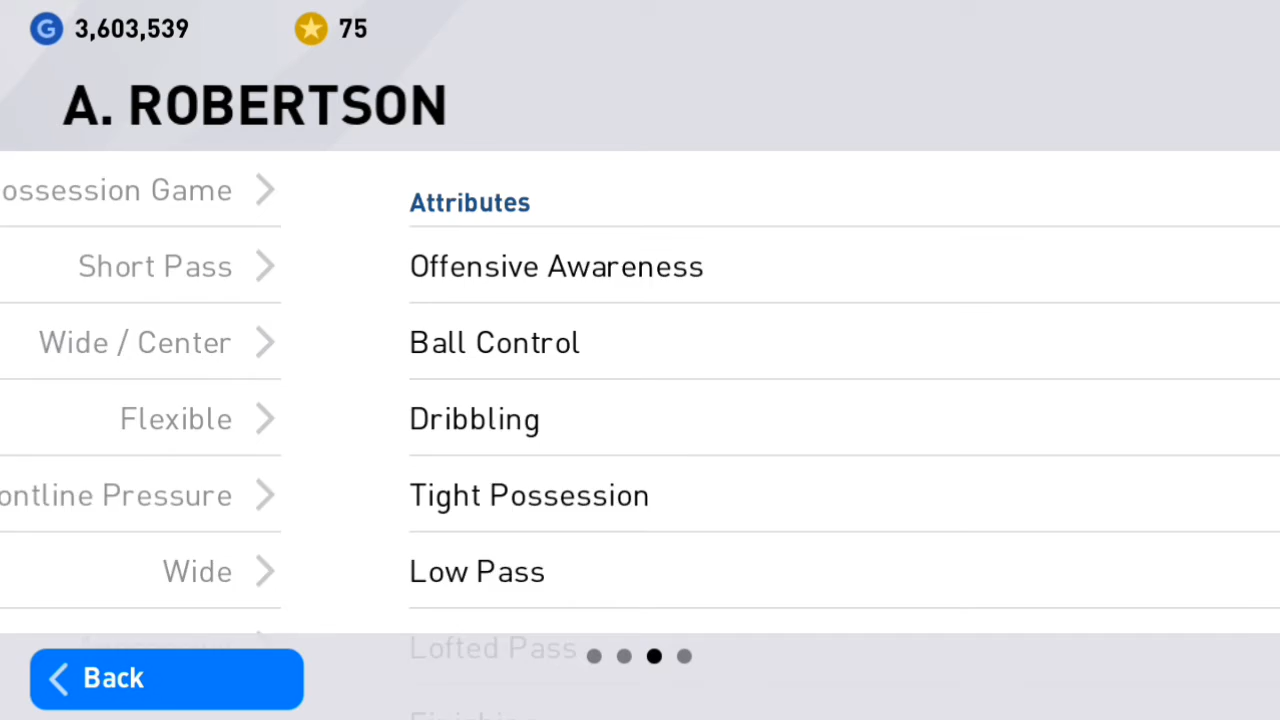 G 3,603,539 75
A. ROBERTSON
ossession Game
Short Pass
Wide / Center
Flexible
ontline Pressure
Wide
Attributes
Offensive Awareness
Ball Control
Dribbling
Tight Possession
Low Pass
Lofted Pass
Finishing
Back